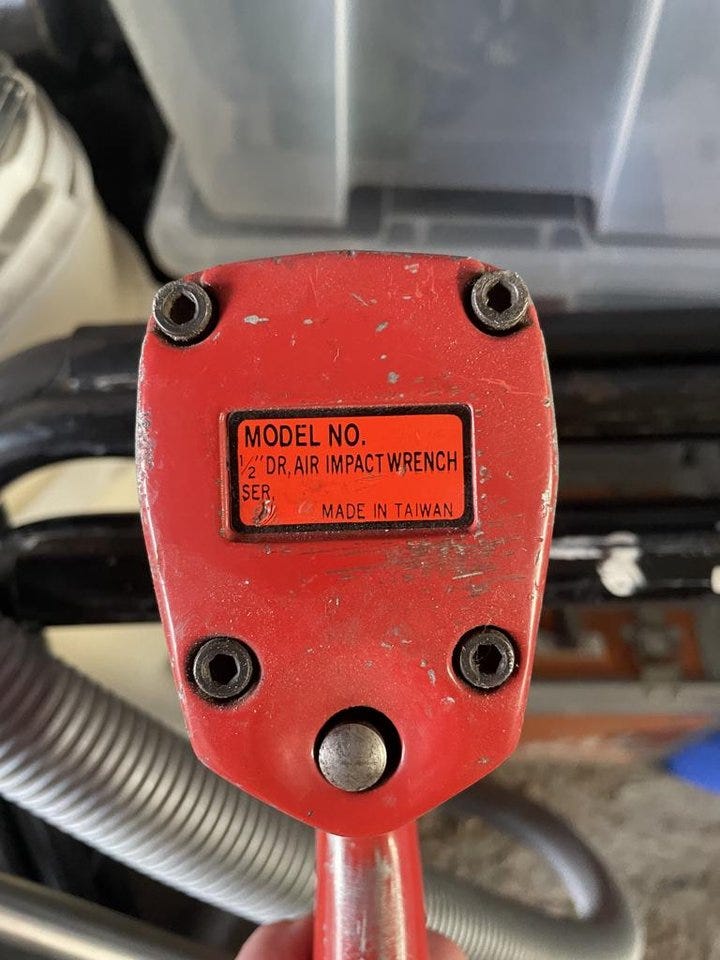 MODEL NO.
1/2" DR, AIR IMPACT WRENCH
SER.
MADE IN TAIWAN